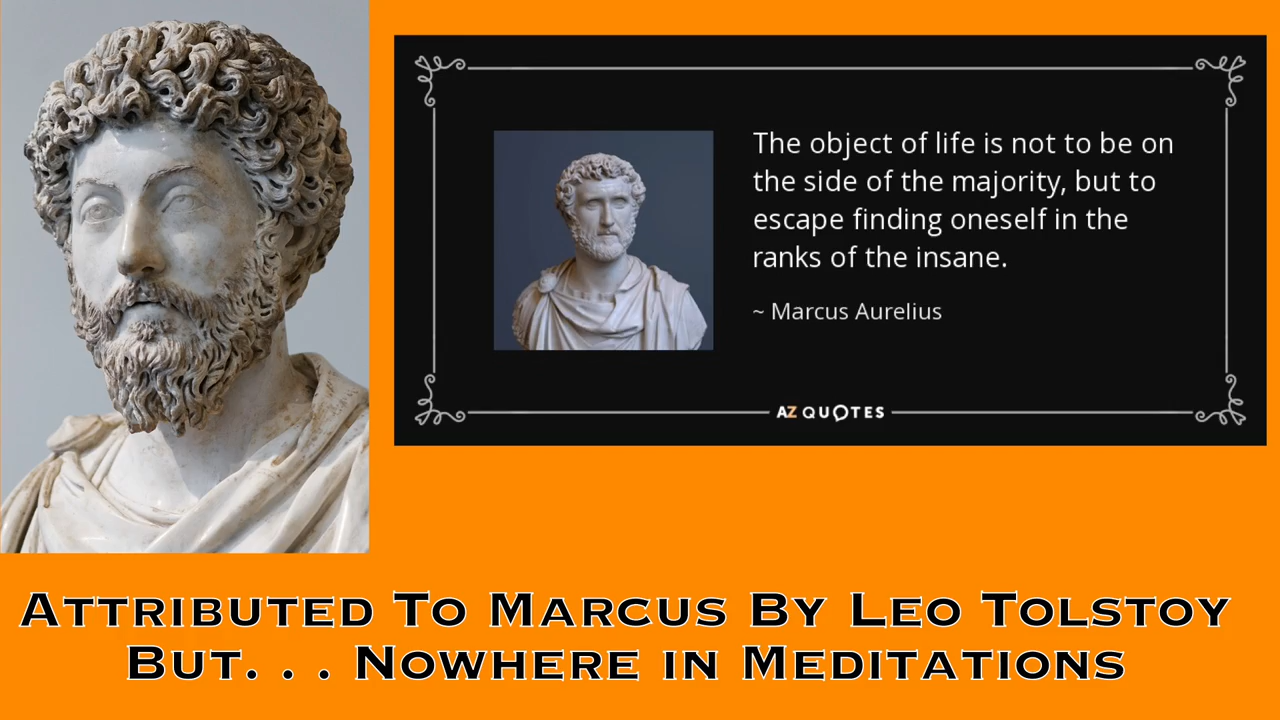 The object of life is not to be on
the side of the majority, but to
escape finding oneself in the
ranks of the insane.
~ Marcus Aurelius
AZ QUOTES
Attributed To Marcus By Leo Tolstoy
But. . . Nowhere in Meditations